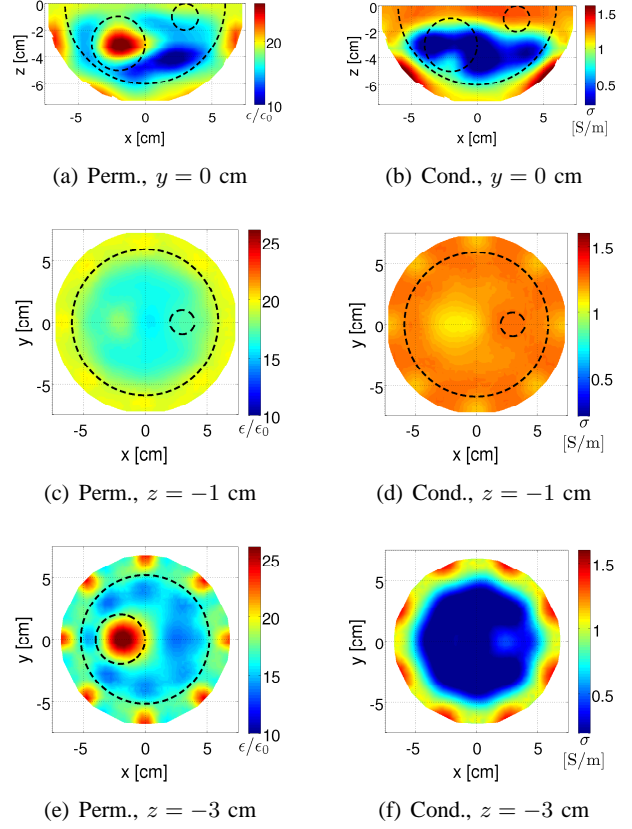 0
-2
-4
-6
z [cm]
-5 0 5
x [cm]
20
10
ϵ/ϵ0
(a) Perm., y = 0 cm
0
-2
-4
-6
z [cm]
-5 0 5
x [cm]
1.5
1
0.5
σ
[S/m]
(b) Cond., y = 0 cm
5
0
-5
y [cm]
-5 0 5
x [cm]
25
20
15
10
ϵ/ϵ0
(c) Perm., z = −1 cm
5
0
-5
y [cm]
-5 0 5
x [cm]
1.5
1
0.5
σ
[S/m]
(d) Cond., z = −1 cm
5
0
-5
y [cm]
-5 0 5
x [cm]
25
20
15
10
ϵ/ϵ0
(e) Perm., z = −3 cm
5
0
-5
y [cm]
-5 0 5
x [cm]
1.5
1
0.5
σ
[S/m]
(f) Cond., z = −3 cm